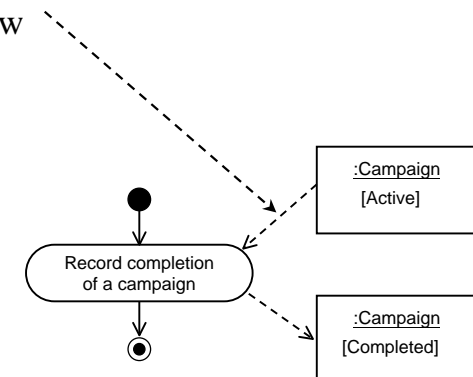 w
:Campaign
[Active]
Record completion
of a campaign
:Campaign
[Completed]